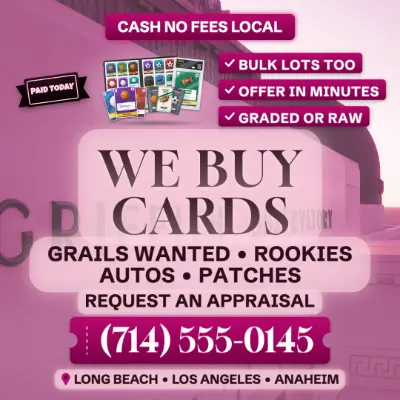 CASH NO FEES LOCAL
PAID TODAY
✓ BULK LOTS TOO
✓ OFFER IN MINUTES
✓ GRADED OR RAW
WE BUY
CARDS
GRAILS WANTED • ROOKIES
AUTOS • PATCHES
REQUEST AN APPRAISAL
(714) 555-0145
LONG BEACH • LOS ANGELES • ANAHEIM